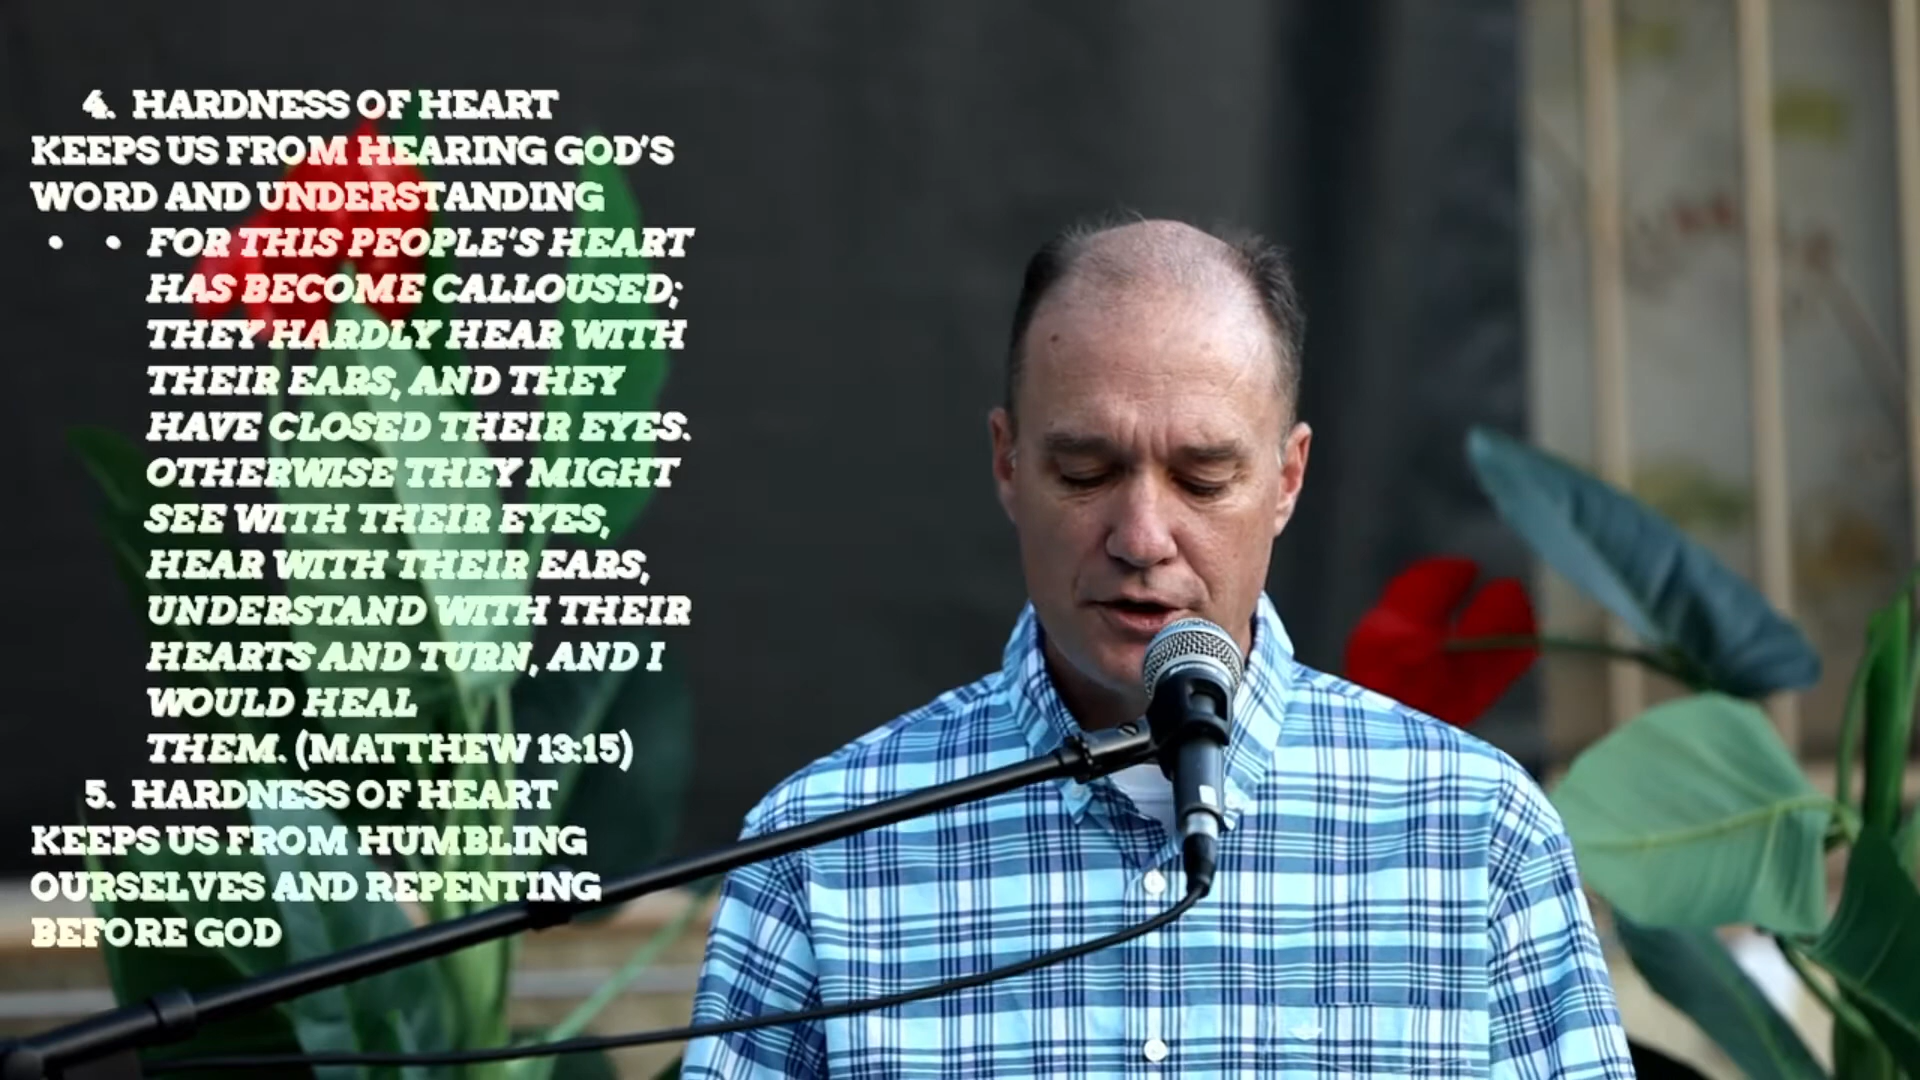 4. HARDNESS OF HEART
KEEPS US FROM HEARING GOD'S
WORD AND UNDERSTANDING
• • FOR THIS PEOPLE'S HEART
HAS BECOME CALLOUSED;
THEY HARDLY HEAR WITH
THEIR EARS, AND THEY
HAVE CLOSED THEIR EYES.
OTHERWISE THEY MIGHT
SEE WITH THEIR EYES,
HEAR WITH THEIR EARS,
UNDERSTAND WITH THEIR
HEARTS AND TURN, AND I
WOULD HEAL
THEM. (MATTHEW 13:15)
5. HARDNESS OF HEART
KEEPS US FROM HUMBLING
OURSELVES AND REPENTING
BEFORE GOD